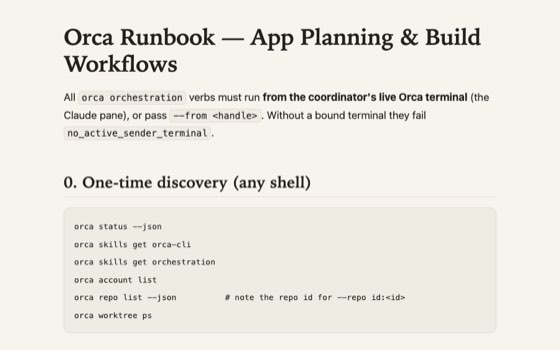 Orca Runbook — App Planning & Build
Workflows
All orca orchestration verbs must run from the coordinator's live Orca terminal (the
Claude pane), or pass --from <handle>. Without a bound terminal they fail
no_active_sender_terminal.
0. One-time discovery (any shell)
orca status --json
orca skills get orca-cli
orca skills get orchestration
orca account list
orca repo list --json # note the repo id for --repo id:<id>
orca worktree ps